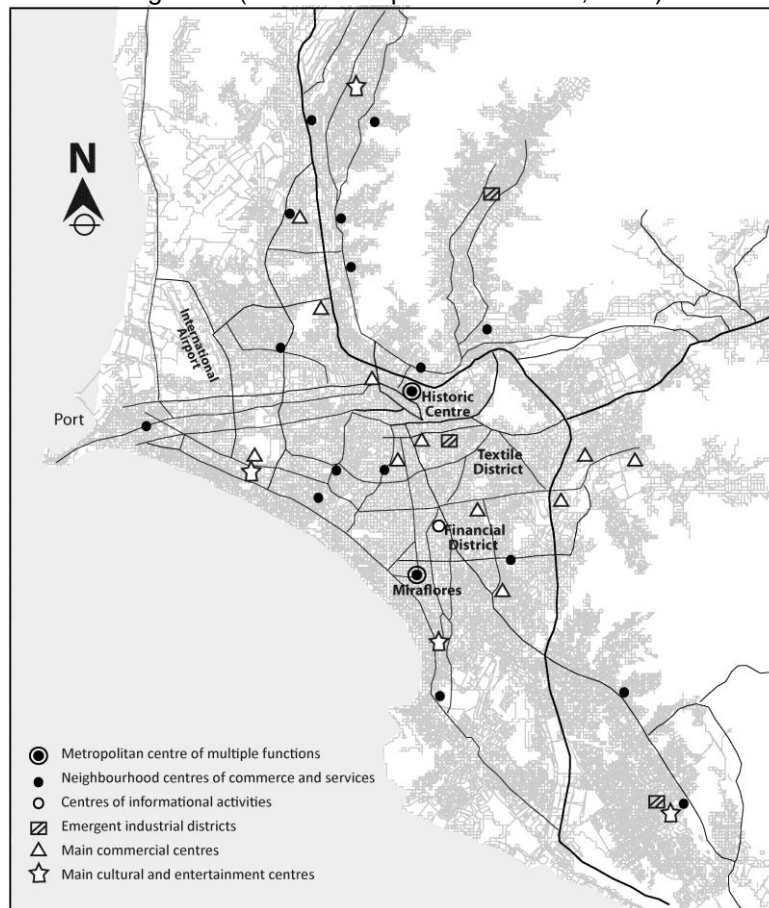 N
International
Airport
Port
Historic
Centre
Textile
District
Financial
District
Miraflores
Metropolitan centre of multiple functions
Neighbourhood centres of commerce and services
Centres of informational activities
Emergent industrial districts
Main commercial centres
Main cultural and entertainment centres